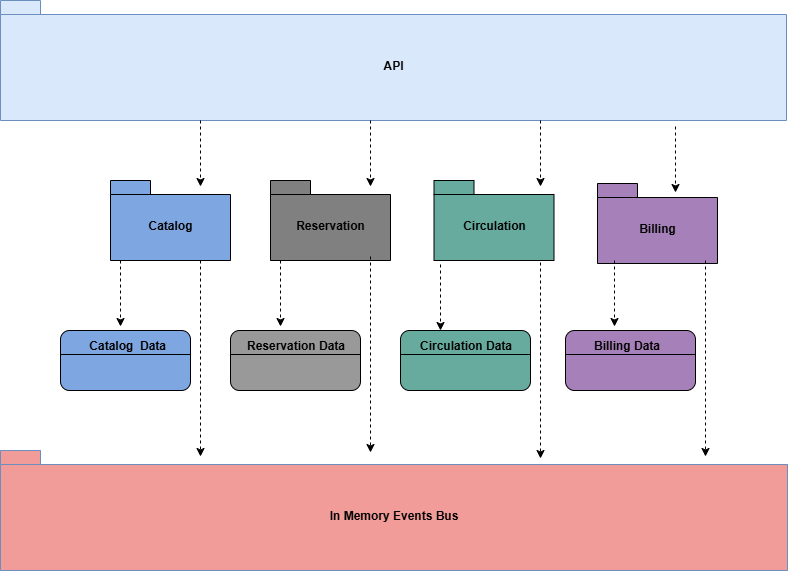 API
Catalog
Reservation
Circulation
Billing
Catalog  Data
Reservation Data
Circulation Data
Billing Data
In Memory Events Bus